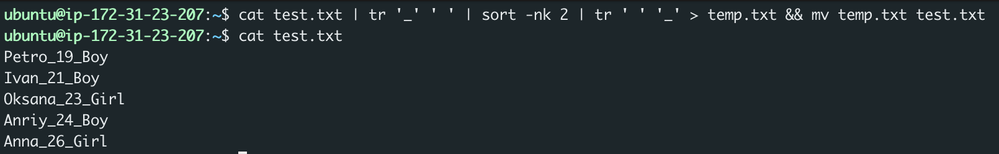 ubuntu@ip-172-31-23-207:~$ cat test.txt | tr '_' ' ' | sort -nk 2 | tr ' ' '_' > temp.txt && mv temp.txt test.txt
ubuntu@ip-172-31-23-207:~$ cat test.txt
Petro_19_Boy
Ivan_21_Boy
Oksana_23_Girl
Anriy_24_Boy
Anna_26_Girl